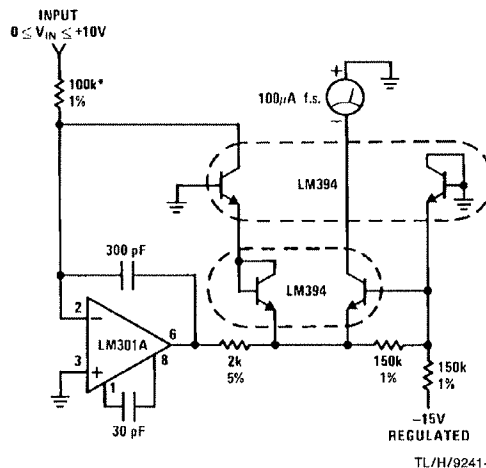 INPUT
0 ≤ VIN ≤ +10V
100k*
1%
+
100μA f.s.
−
LM394
300 pF
LM394
2
−
6
LM301A
3
+
1
8
30 pF
2k
5%
150k
1%
150k
1%
−15V
REGULATED
TL/H/9241-